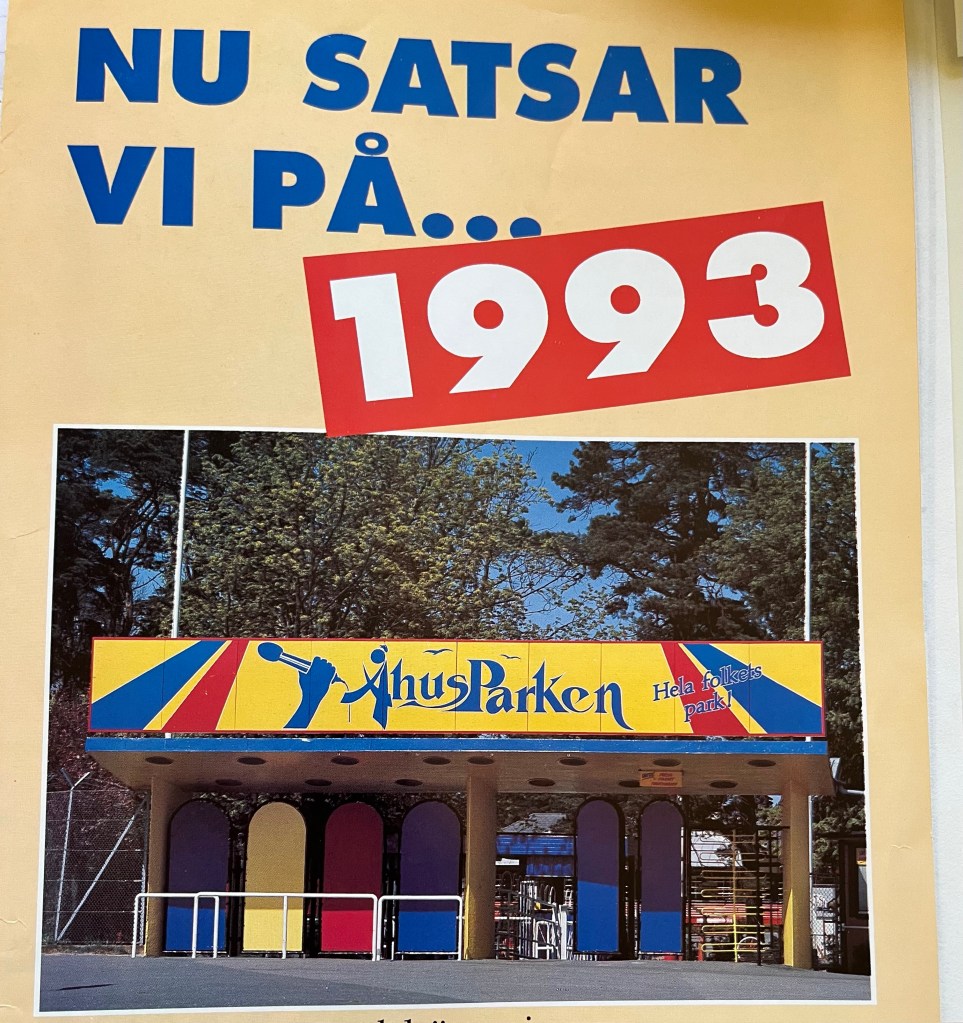 NU SATSAR
VI PÅ...
1993
ÅhusParken
Hela folkets
park!